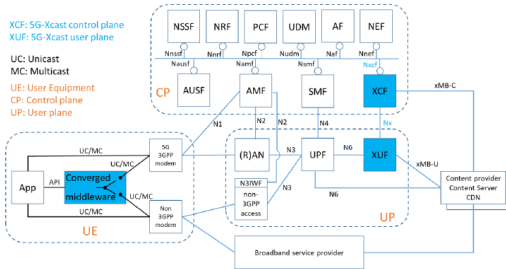 XCF: 5G-Xcast control plane
XUF: 5G-Xcast user plane
UC: Unicast
MC: Multicast
UE: User Equipment
CP: Control plane
UP: User plane
NSSF
NRF
PCF
UDM
AF
NEF
Nnssf
Nnrf
Npcf
Nudm
Naf
Nnef
Nausf
Namf
Nsmf
Nxcf
CP
AUSF
AMF
SMF
XCF
xMB-C
N1
N2
N2
N4
Nx
UC/MC
5G
3GPP
modem
(R)AN
N3
UPF
N6
XUF
xMB-U
App
API
Converged
middleware
UC/MC
UC/MC
N3IWF
non-
3GPP
access
N3
N6
Content provider
Content Server
CDN
UC/MC
Non
3GPP
modem
UE
UP
Broadband service provider